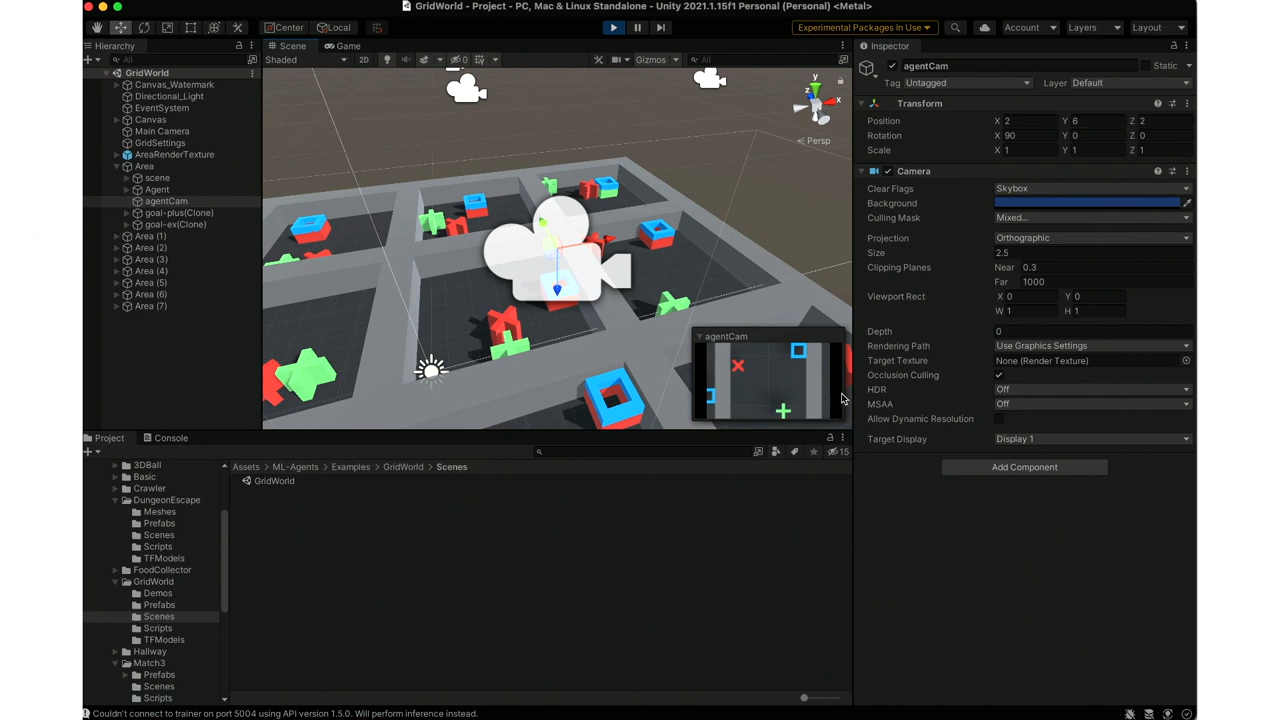 GridWorld - Project - PC, Mac & Linux Standalone - Unity 2021.1.15f1 Personal (Personal) <Metal>
Center
Local
Experimental Packages In Use
Account
Layers
Layout
Hierarchy
All
GridWorld
Canvas_Watermark
Directional_Light
EventSystem
Canvas
Main Camera
GridSettings
AreaRenderTexture
Area
scene
Agent
agentCam
goal-plus(Clone)
goal-ex(Clone)
Area (1)
Area (2)
Area (3)
Area (4)
Area (5)
Area (6)
Area (7)
Scene
Game
Shaded
2D
0
Gizmos
All
y
z
x
Persp
agentCam
Inspector
agentCam
Static
Tag Untagged
Layer Default
Transform
Position X 2 Y 6 Z 2
Rotation X 90 Y 0 Z 0
Scale X 1 Y 1 Z 1
Camera
Clear Flags Skybox
Background
Culling Mask Mixed...
Projection Orthographic
Size 2.5
Clipping Planes Near 0.3
Far 1000
Viewport Rect X 0 Y 0
W 1 H 1
Depth 0
Rendering Path Use Graphics Settings
Target Texture None (Render Texture)
Occlusion Culling
HDR Off
MSAA Off
Allow Dynamic Resolution
Target Display Display 1
Add Component
Project
Console
15
3DBall
Basic
Crawler
DungeonEscape
Meshes
Prefabs
Scenes
Scripts
TFModels
FoodCollector
GridWorld
Demos
Prefabs
Scenes
Scripts
TFModels
Hallway
Match3
Prefabs
Scenes
Scripts
Assets > ML-Agents > Examples > GridWorld > Scenes
GridWorld
Couldn't connect to trainer on port 5004 using API version 1.5.0. Will perform inference instead.